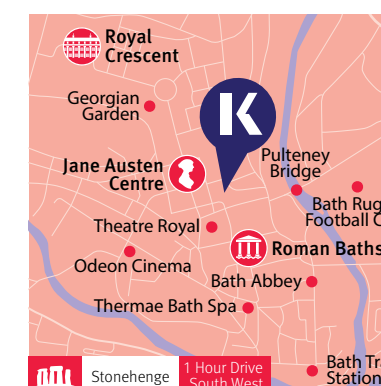 Royal
Crescent
Georgian
Garden
K
Jane Austen
Centre
Pulteney
Bridge
Bath Rug
Football C
Theatre Royal
Roman Baths
Odeon Cinema
Bath Abbey
Thermae Bath Spa
Stonehenge
1 Hour Drive
South West
Bath Tra
Station